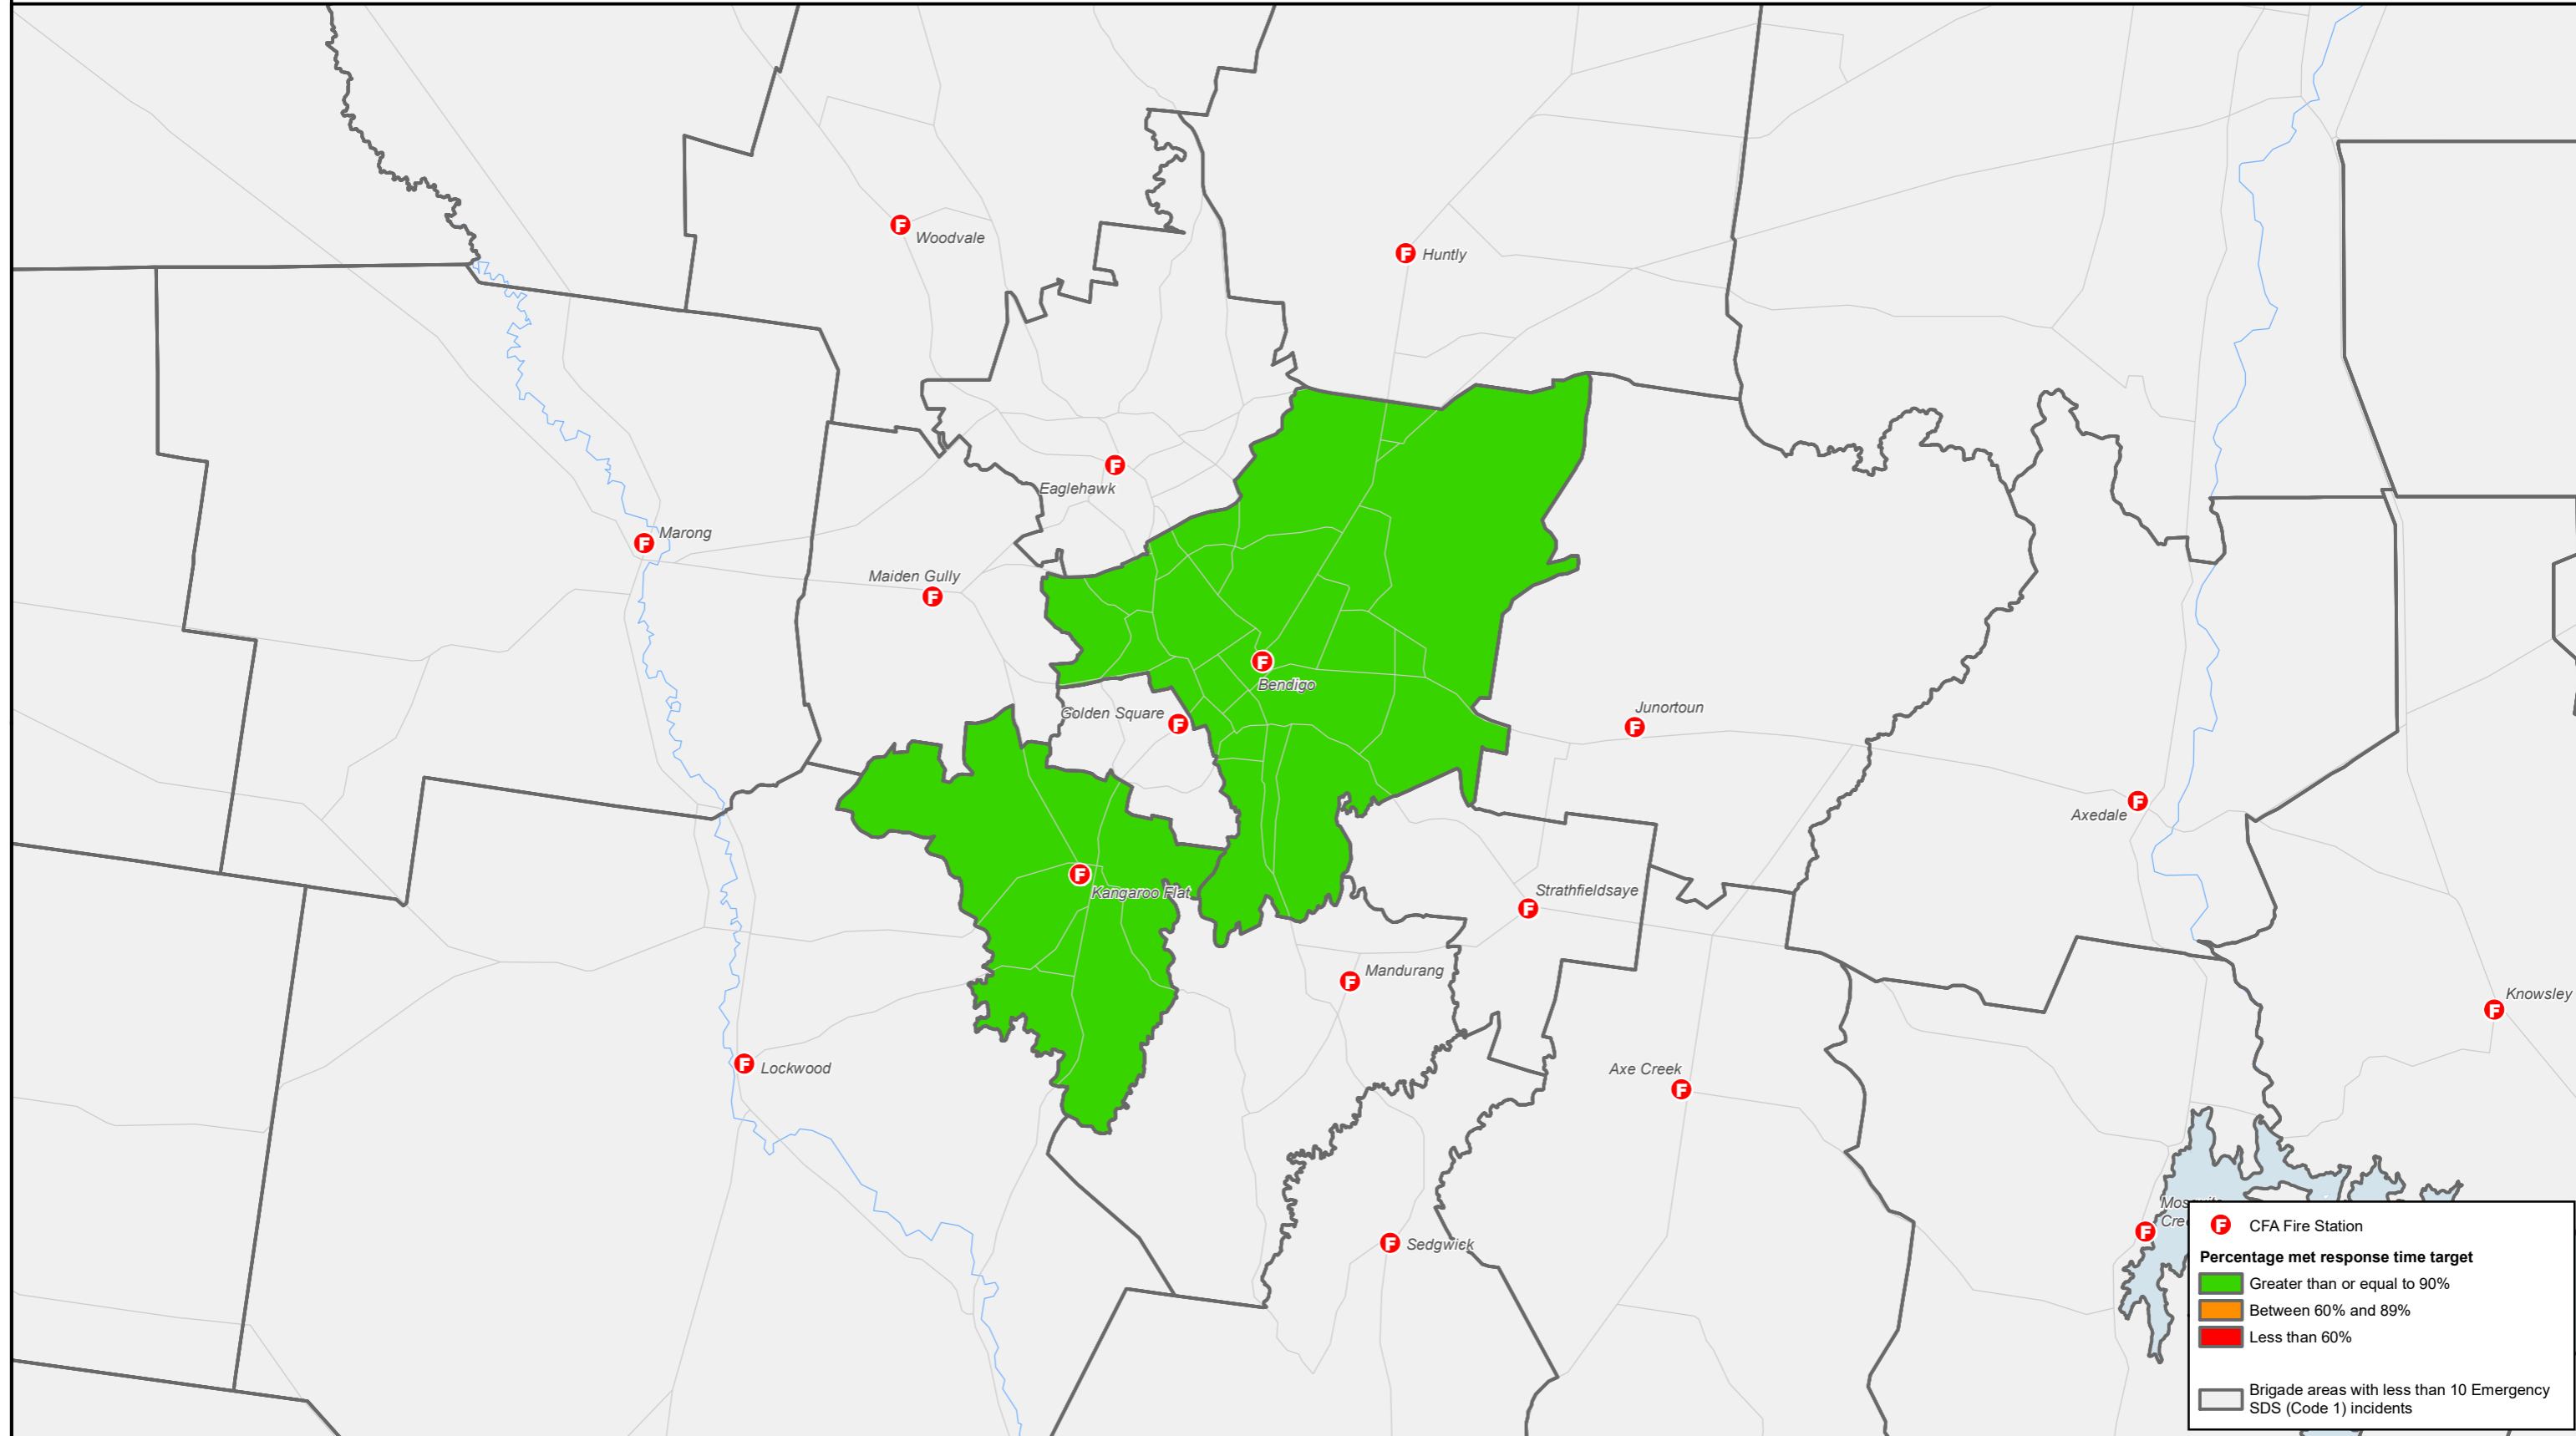 Woodvale
Huntly
Eaglehawk
Marong
Maiden Gully
Bendigo
Golden Square
Junortoun
Axedale
Kangaroo Flat
Strathfieldsaye
Mandurang
Knowsley
Lockwood
Axe Creek
Sedgwick
F CFA Fire Station
Percentage met response time target
Greater than or equal to 90%
Between 60% and 89%
Less than 60%
Brigade areas with less than 10 Emergency
SDS (Code 1) incidents